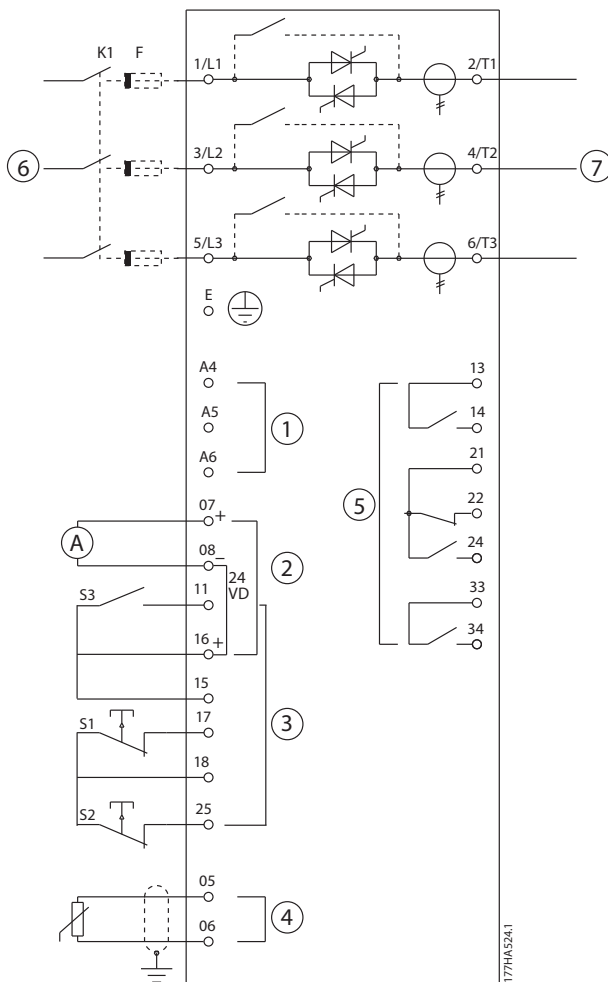 K1 F 1/L1 2/T1
6 3/L2 4/T2 7
5/L3 6/T3
E
A4 13
A5 1 14
A6 21
07 + 5 22
A 08 – 2 24
24
VD
S3 11 33
16 + 34
15
S1 17 3
18
S2 25
05
06 4
177HA524.1